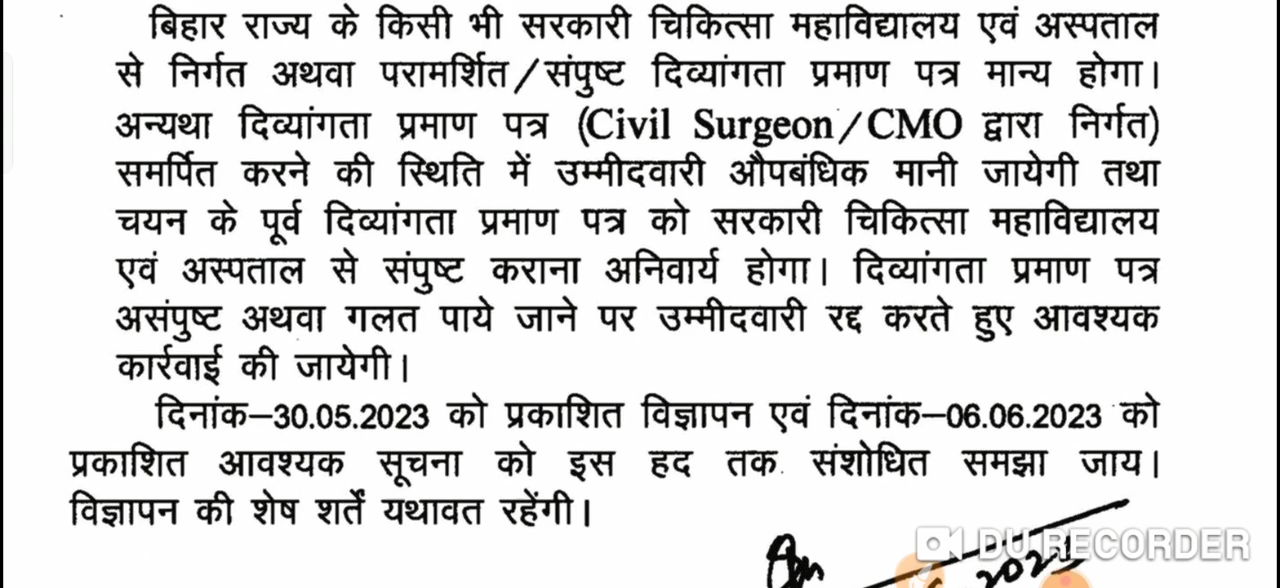 बिहार राज्य के किसी भी सरकारी चिकित्सा महाविद्यालय एवं अस्पताल
से निर्गत अथवा परामर्शित/संपुष्ट दिव्यांगता प्रमाण पत्र मान्य होगा।
अन्यथा दिव्यांगता प्रमाण पत्र (Civil Surgeon/CMO द्वारा निर्गत)
समर्पित करने की स्थिति में उम्मीदवारी औपबंधिक मानी जायेगी तथा
चयन के पूर्व दिव्यांगता प्रमाण पत्र को सरकारी चिकित्सा महाविद्यालय
एवं अस्पताल से संपुष्ट कराना अनिवार्य होगा। दिव्यांगता प्रमाण पत्र
असंपुष्ट अथवा गलत पाये जाने पर उम्मीदवारी रद्द करते हुए आवश्यक
कार्रवाई की जायेगी।
दिनांक–30.05.2023 को प्रकाशित विज्ञापन एवं दिनांक–06.06.2023 को
प्रकाशित आवश्यक सूचना को इस हद तक संशोधित समझा जाय।
विज्ञापन की शेष शर्तें यथावत रहेंगी।
DU RECORDER